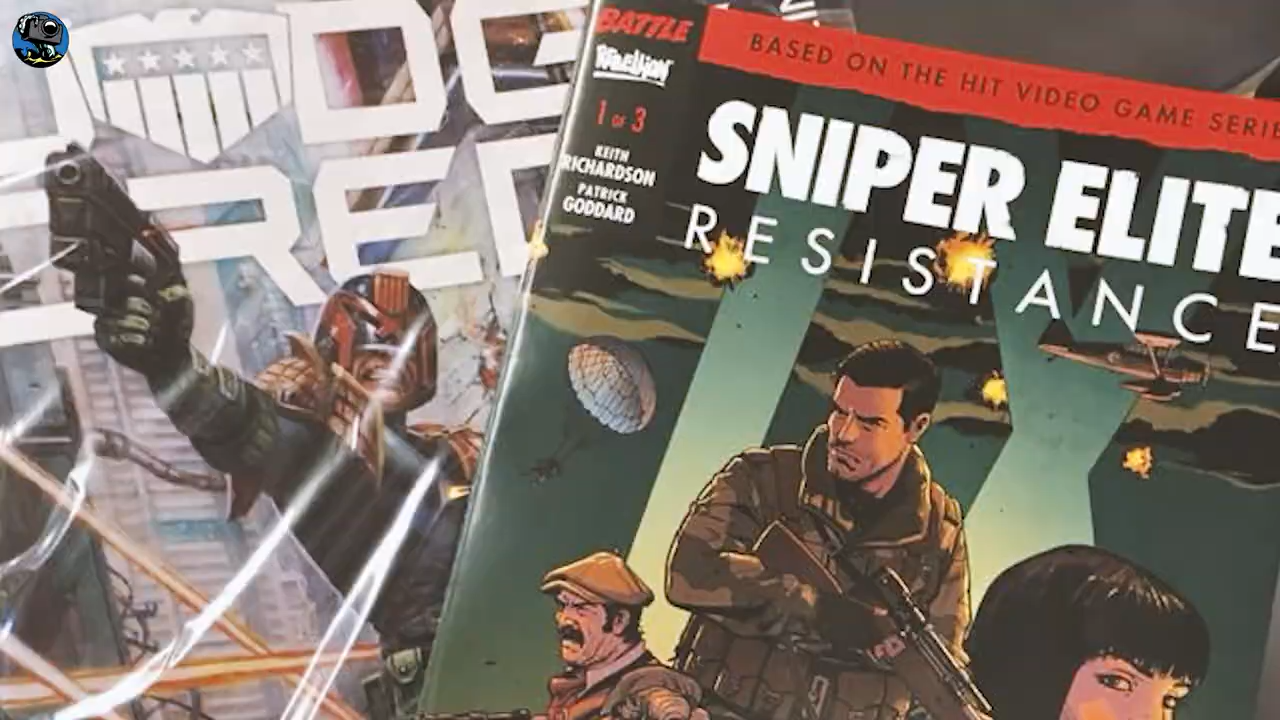 BATTLE
REBELLION
1 OF 3
KEITH
RICHARDSON
PATRICK
GODDARD
BASED ON THE HIT VIDEO GAME SERIE
SNIPER ELITE
RESISTANCE